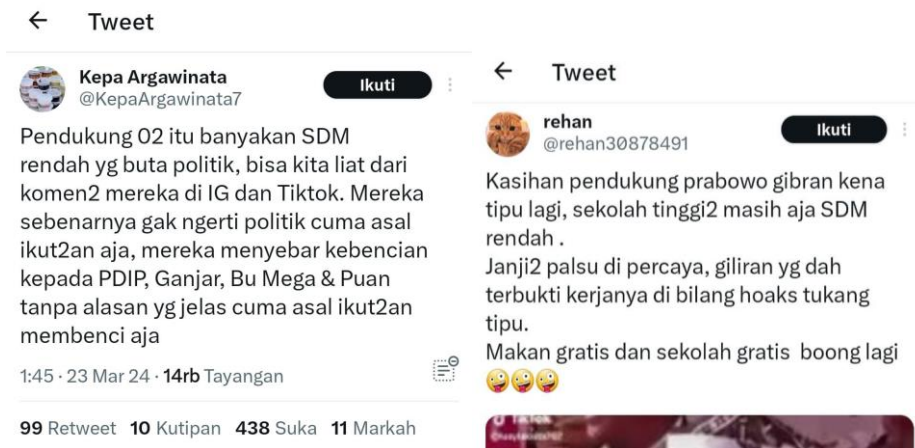 Tweet
Kepa Argawinata
@KepaArgawinata7
Ikuti
Pendukung 02 itu banyakan SDM
rendah yg buta politik, bisa kita liat dari
komen2 mereka di IG dan Tiktok. Mereka
sebenarnya gak ngerti politik cuma asal
ikut2an aja, mereka menyebar kebencian
kepada PDIP, Ganjar, Bu Mega & Puan
tanpa alasan yg jelas cuma asal ikut2an
membenci aja
1:45 · 23 Mar 24 · 14rb Tayangan
99 Retweet 10 Kutipan 438 Suka 11 Markah
Tweet
rehan
@rehan30878491
Ikuti
Kasihan pendukung prabowo gibran kena
tipu lagi, sekolah tinggi2 masih aja SDM
rendah .
Janji2 palsu di percaya, giliran yg dah
terbukti kerjanya di bilang hoaks tukang
tipu.
Makan gratis dan sekolah gratis boong lagi
🤪🤪🤪
TikTok